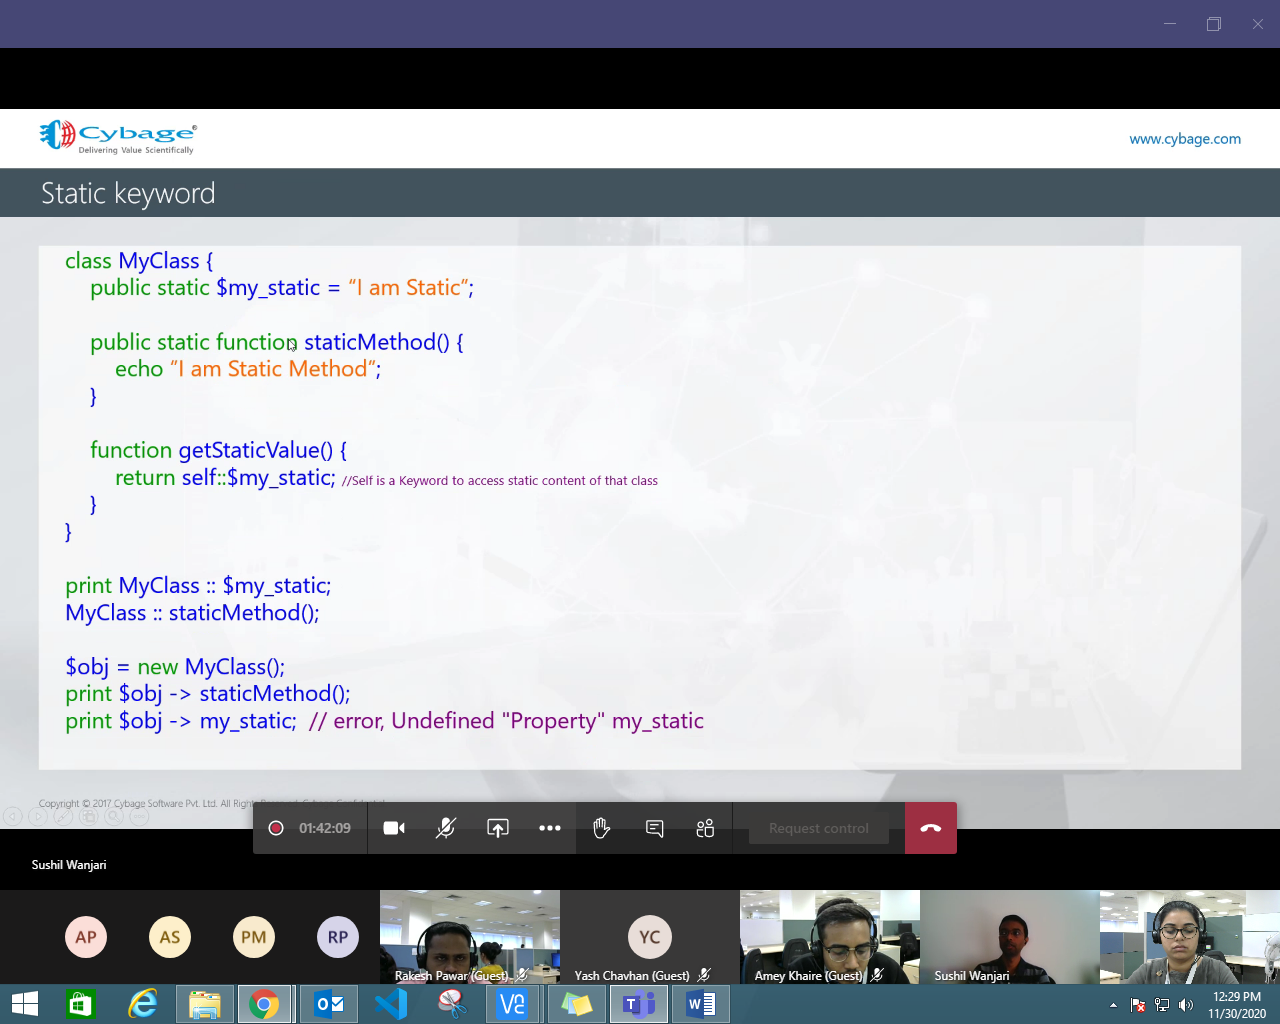 Cybage®
Delivering Value Scientifically
www.cybage.com
Static keyword
class MyClass {
public static $my_static = “I am Static”;
public static function staticMethod() {
echo “I am Static Method”;
}
function getStaticValue() {
return self::$my_static; //Self is a Keyword to access static content of that class
}
}
print MyClass :: $my_static;
MyClass :: staticMethod();
$obj = new MyClass();
print $obj -> staticMethod();
print $obj -> my_static; // error, Undefined "Property" my_static
Copyright © 2017 Cybage Software Pvt. Ltd. All
01:42:09
Request control
Sushil Wanjari
AP AS PM RP YC
Rakesh Pawar (Guest) Yash Chavhan (Guest) Amey Khaire (Guest) Sushil Wanjari
12:29 PM
11/30/2020